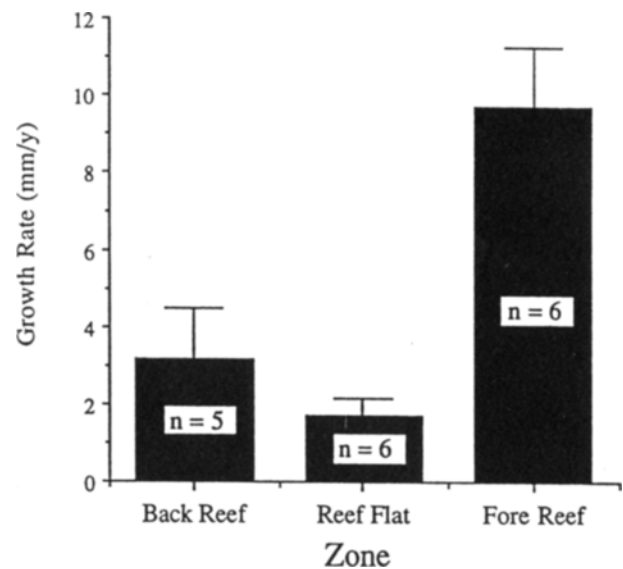 12
10
8
6
4
2
0
Growth Rate (mm/y)
n = 5
n = 6
n = 6
Back Reef
Reef Flat
Fore Reef
Zone